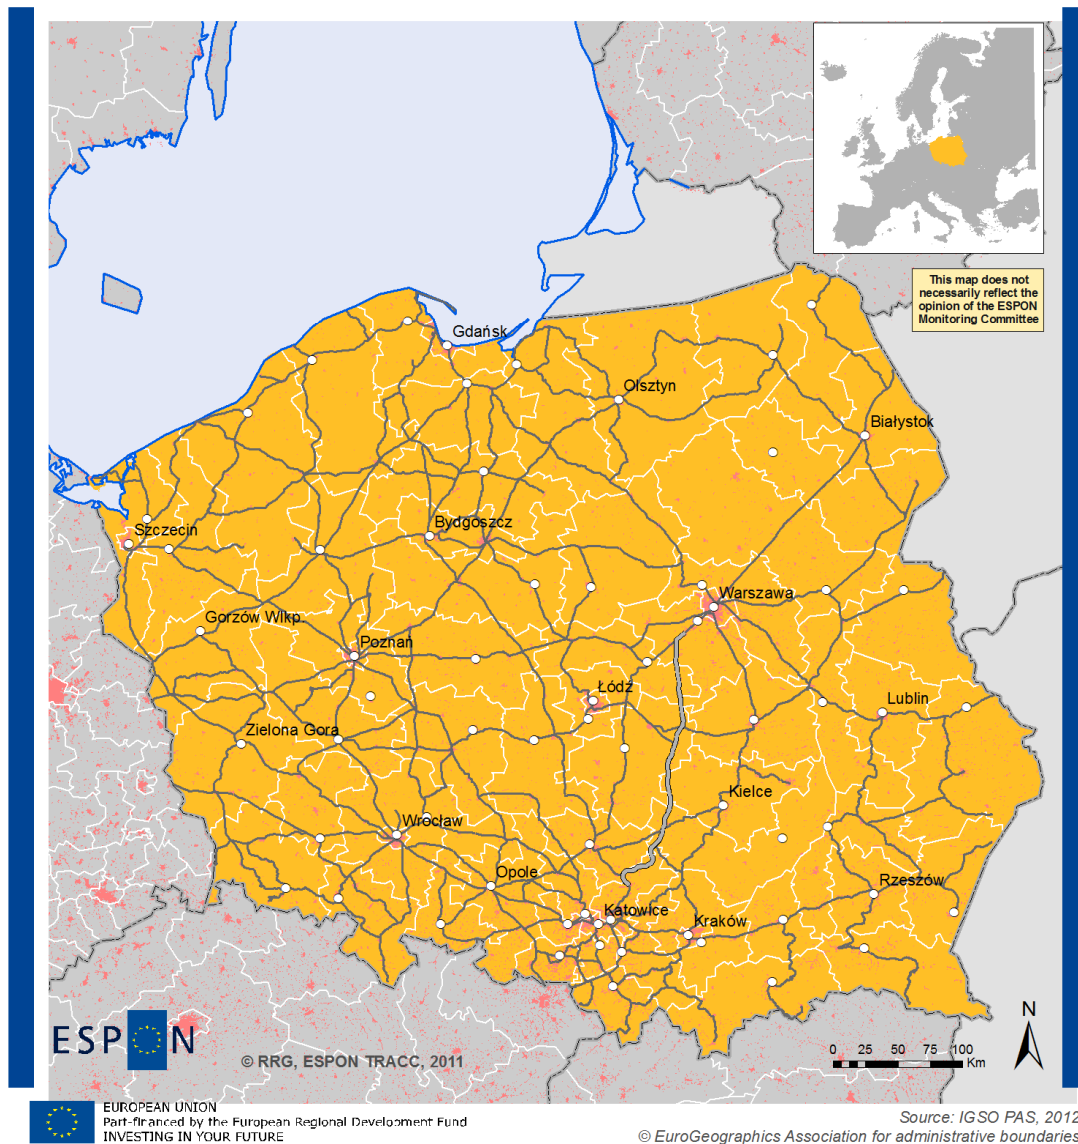 This map does not
necessarily reflect the
opinion of the ESPON
Monitoring Committee
Gdańsk
Olsztyn
Białystok
Szczecin
Bydgoszcz
Warszawa
Gorzów Wlkp.
Poznań
Łódź
Lublin
Zielona Gora
Kielce
Wrocław
Opole
Rzeszów
Katowice
Kraków
N
ESPON
© RRG, ESPON TRACC, 2011
0 25 50 75 100
Km
EUROPEAN UNION
Part-financed by the European Regional Development Fund
INVESTING IN YOUR FUTURE
Source: IGSO PAS, 2012
© EuroGeographics Association for administrative boundaries